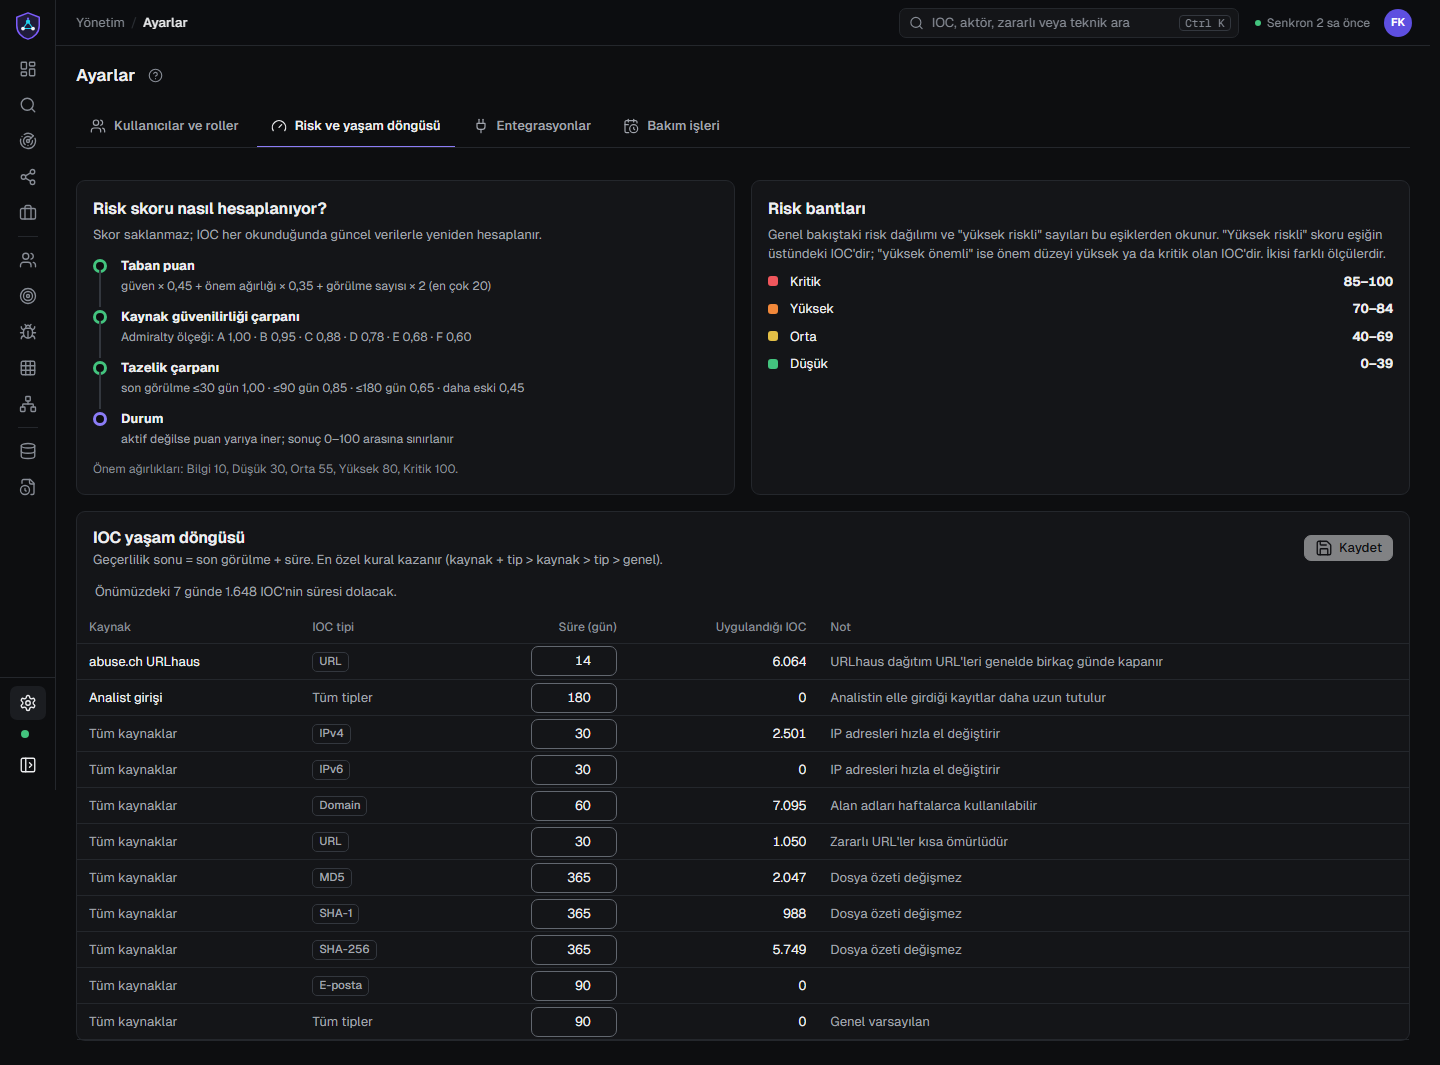 Yönetim / Ayarlar
IOC, aktör, zararlı veya teknik ara
Ctrl K
Senkron 2 sa önce
FK
Ayarlar
Kullanıcılar ve roller
Risk ve yaşam döngüsü
Entegrasyonlar
Bakım işleri
Risk skoru nasıl hesaplanıyor?
Skor saklanmaz; IOC her okunduğunda güncel verilerle yeniden hesaplanır.
Taban puan
güven × 0,45 + önem ağırlığı × 0,35 + görülme sayısı × 2 (en çok 20)
Kaynak güvenilirliği çarpanı
Admiralty ölçeği: A 1,00 · B 0,95 · C 0,88 · D 0,78 · E 0,68 · F 0,60
Tazelik çarpanı
son görülme ≤30 gün 1,00 · ≤90 gün 0,85 · ≤180 gün 0,65 · daha eski 0,45
Durum
aktif değilse puan yarıya iner; sonuç 0–100 arasına sınırlanır
Önem ağırlıkları: Bilgi 10, Düşük 30, Orta 55, Yüksek 80, Kritik 100.
Risk bantları
Genel bakıştaki risk dağılımı ve "yüksek riskli" sayıları bu eşiklerden okunur. "Yüksek riskli" skoru eşiğin
üstündeki IOC'dir; "yüksek önemli" ise önem düzeyi yüksek ya da kritik olan IOC'dir. İkisi farklı ölçülerdir.
Kritik 85–100
Yüksek 70–84
Orta 40–69
Düşük 0–39
IOC yaşam döngüsü
Geçerlilik sonu = son görülme + süre. En özel kural kazanır (kaynak + tip > kaynak > tip > genel).
Kaydet
Önümüzdeki 7 günde 1.648 IOC'nin süresi dolacak.
Kaynak IOC tipi Süre (gün) Uygulandığı IOC Not
abuse.ch URLhaus URL 14 6.064 URLhaus dağıtım URL'leri genelde birkaç günde kapanır
Analist girişi Tüm tipler 180 0 Analistin elle girdiği kayıtlar daha uzun tutulur
Tüm kaynaklar IPv4 30 2.501 IP adresleri hızla el değiştirir
Tüm kaynaklar IPv6 30 0 IP adresleri hızla el değiştirir
Tüm kaynaklar Domain 60 7.095 Alan adları haftalarca kullanılabilir
Tüm kaynaklar URL 30 1.050 Zararlı URL'ler kısa ömürlüdür
Tüm kaynaklar MD5 365 2.047 Dosya özeti değişmez
Tüm kaynaklar SHA-1 365 988 Dosya özeti değişmez
Tüm kaynaklar SHA-256 365 5.749 Dosya özeti değişmez
Tüm kaynaklar E-posta 90 0
Tüm kaynaklar Tüm tipler 90 0 Genel varsayılan